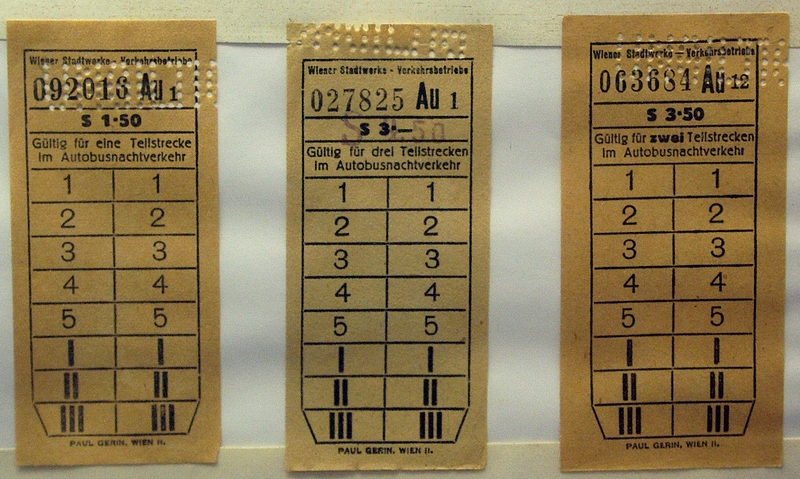 Wiener Stadtwerke - Verkehrsbetriebe
092016 Au 1
S 1·50
Gültig für eine Teilstrecke
im Autobusnachtverkehr
1 1
2 2
3 3
4 4
5 5
I I
II II
III III
PAUL GERIN, WIEN II.
Wiener Stadtwerke - Verkehrsbetriebe
027825 Au 1
S 3·—
Gültig für drei Teilstrecken
im Autobusnachtverkehr
1 1
2 2
3 3
4 4
5 5
I I
II II
III III
PAUL GERIN, WIEN II.
Wiener Stadtwerke — Verkehrsbetriebe
063684 Au 12
S 3·50
Gültig für zwei Teilstrecken
im Autobusnachtverkehr
1 1
2 2
3 3
4 4
5 5
I I
II II
III III
PAUL GERIN, WIEN II.